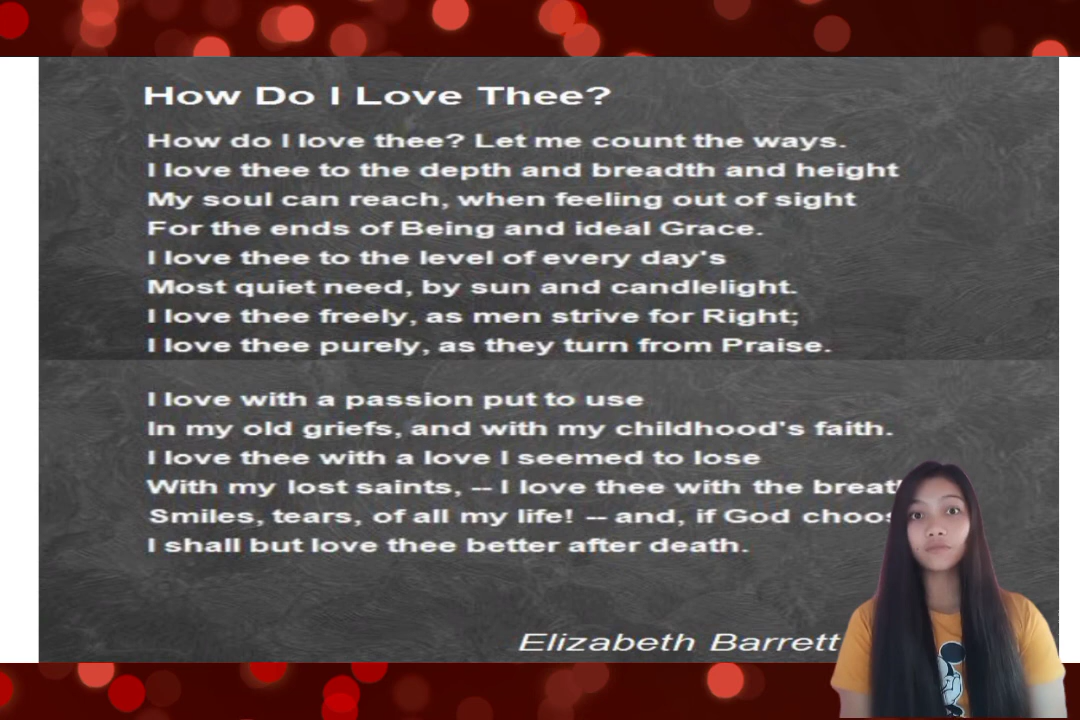 How Do I Love Thee?
How do I love thee? Let me count the ways.
I love thee to the depth and breadth and height
My soul can reach, when feeling out of sight
For the ends of Being and ideal Grace.
I love thee to the level of every day's
Most quiet need, by sun and candlelight.
I love thee freely, as men strive for Right;
I love thee purely, as they turn from Praise.
I love with a passion put to use
In my old griefs, and with my childhood's faith.
I love thee with a love I seemed to lose
With my lost saints, -- I love thee with the
Smiles, tears, of all my life! -- and, if God
I shall but love thee better after death.
Elizabeth Barrett